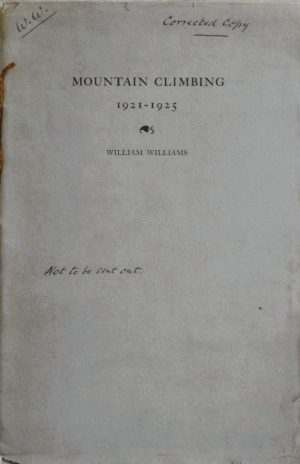 W.W.
Corrected Copy
MOUNTAIN CLIMBING
1921-1925
WILLIAM WILLIAMS
Not to be sent out.